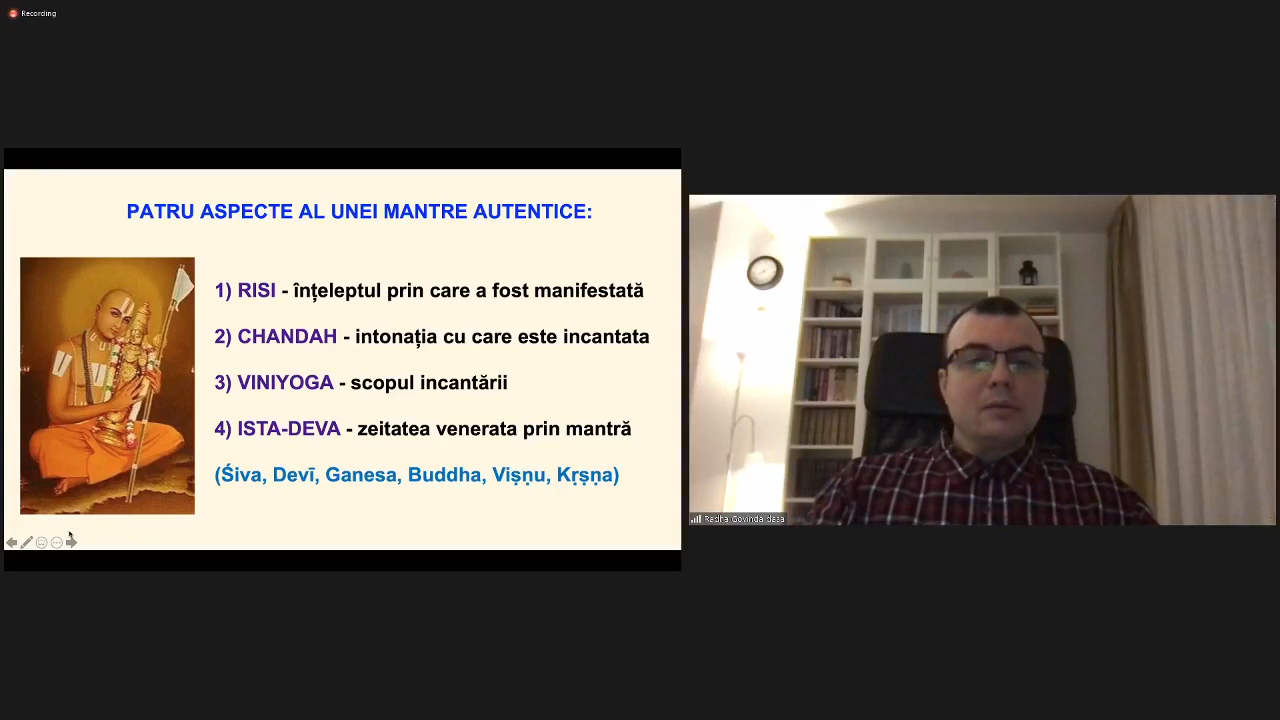 Recording
PATRU ASPECTE AL UNEI MANTRE AUTENTICE:
1) RISI - înțeleptul prin care a fost manifestată
2) CHANDAH - intonația cu care este incantata
3) VINIYOGA - scopul incantării
4) ISTA-DEVA - zeitatea venerata prin mantră
(Śiva, Devī, Ganesa, Buddha, Vișņu, Kṛșņa)
Radha Govinda dasa